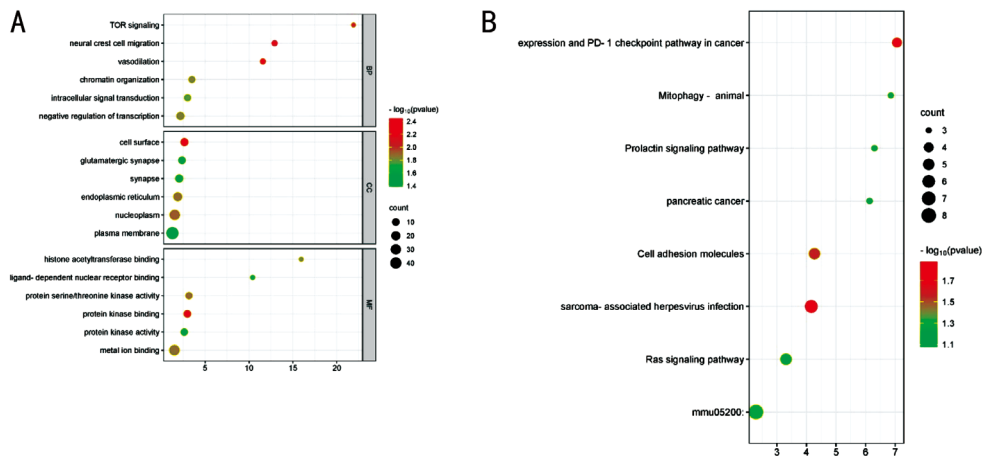 A
TOR signaling
neural crest cell migration
vasodilation
chromatin organization
intracellular signal transduction
negative regulation of transcription
BP
cell surface
glutamatergic synapse
synapse
endoplasmic reticulum
nucleoplasm
plasma membrane
CC
histone acetyltransferase binding
ligand- dependent nuclear receptor binding
protein serine/threonine kinase activity
protein kinase binding
protein kinase activity
metal ion binding
MF
5 10 15 20
- log10(pvalue)
2.4
2.2
2.0
1.8
1.6
1.4
count
10
20
30
40
B
expression and PD- 1 checkpoint pathway in cancer
Mitophagy - animal
Prolactin signaling pathway
pancreatic cancer
Cell adhesion molecules
sarcoma- associated herpesvirus infection
Ras signaling pathway
mmu05200:
3 4 5 6 7
count
3
4
5
6
7
8
- log10(pvalue)
1.7
1.5
1.3
1.1